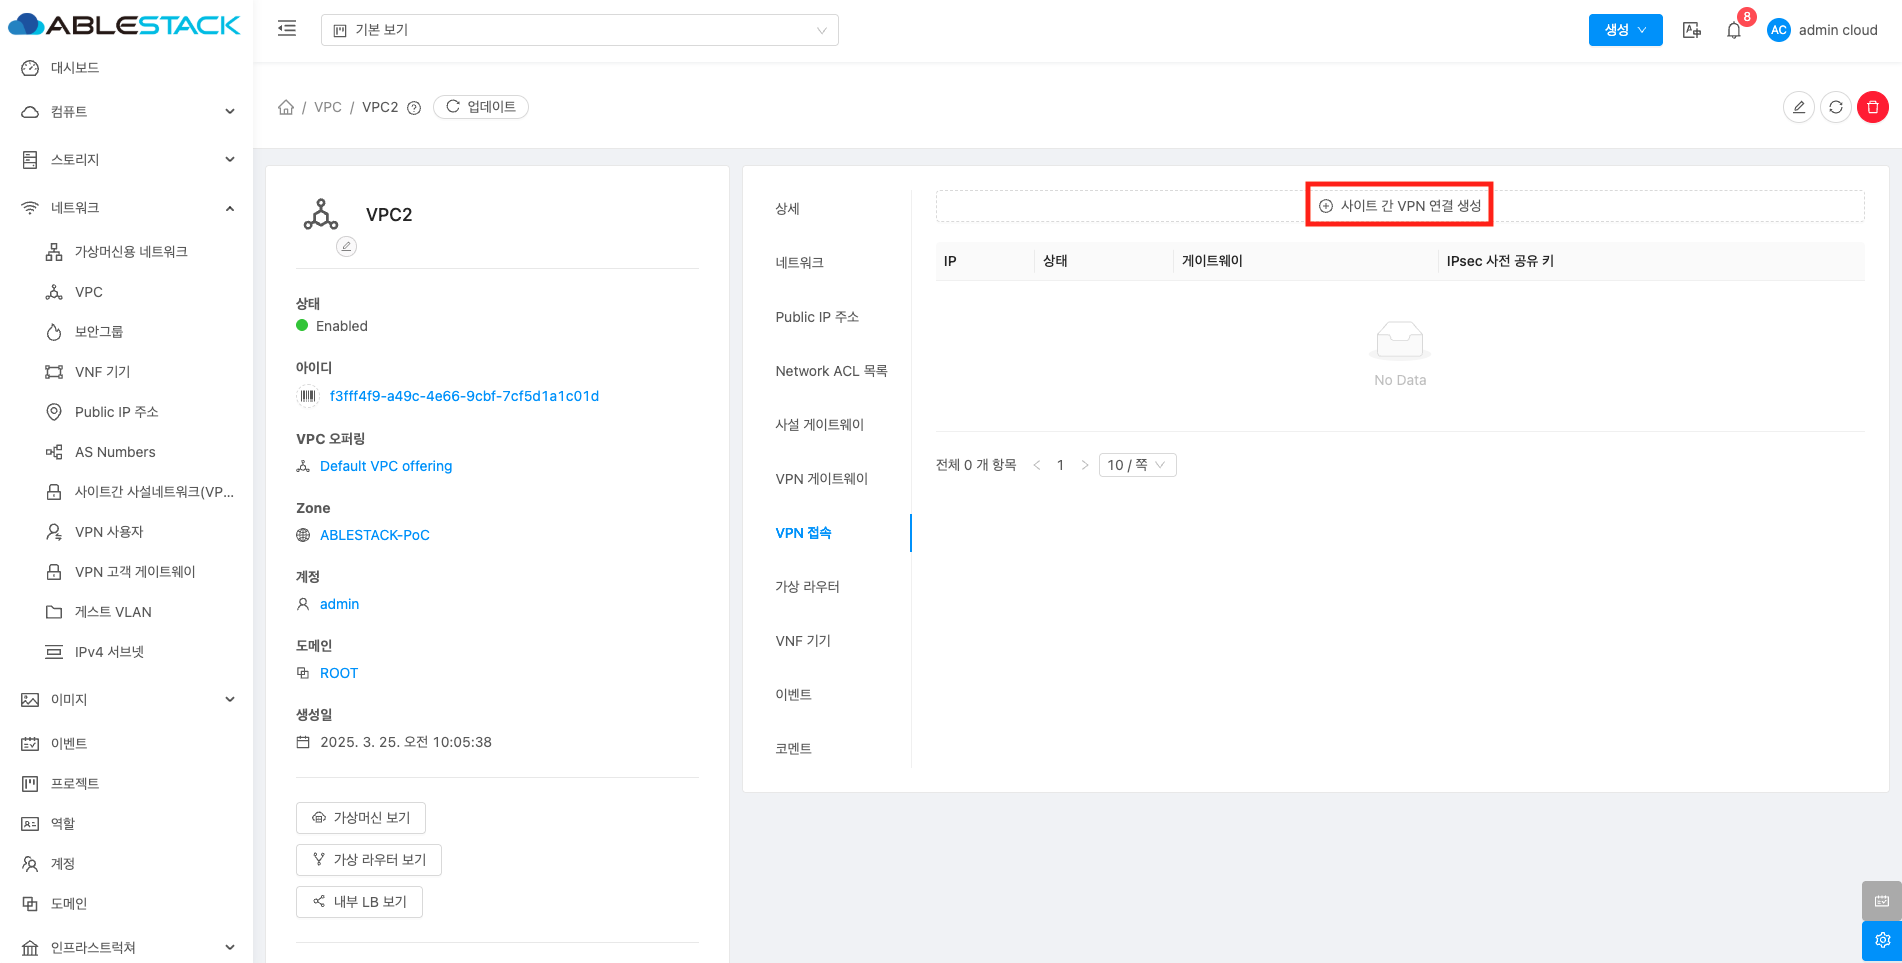 ABLESTACK
기본 보기
생성
8
AC
admin cloud
대시보드
컴퓨트
스토리지
네트워크
가상머신용 네트워크
VPC
보안그룹
VNF 기기
Public IP 주소
AS Numbers
사이트간 사설네트워크(VP...
VPN 사용자
VPN 고객 게이트웨이
게스트 VLAN
IPv4 서브넷
이미지
이벤트
프로젝트
역할
계정
도메인
인프라스트럭쳐
/ VPC / VPC2
업데이트
VPC2
상태
Enabled
아이디
f3fff4f9-a49c-4e66-9cbf-7cf5d1a1c01d
VPC 오퍼링
Default VPC offering
Zone
ABLESTACK-PoC
계정
admin
도메인
ROOT
생성일
2025. 3. 25. 오전 10:05:38
가상머신 보기
가상 라우터 보기
내부 LB 보기
상세
네트워크
Public IP 주소
Network ACL 목록
사설 게이트웨이
VPN 게이트웨이
VPN 접속
가상 라우터
VNF 기기
이벤트
코멘트
사이트 간 VPN 연결 생성
IP 상태 게이트웨이 IPsec 사전 공유 키
No Data
전체 0 개 항목 < 1 > 10 / 쪽